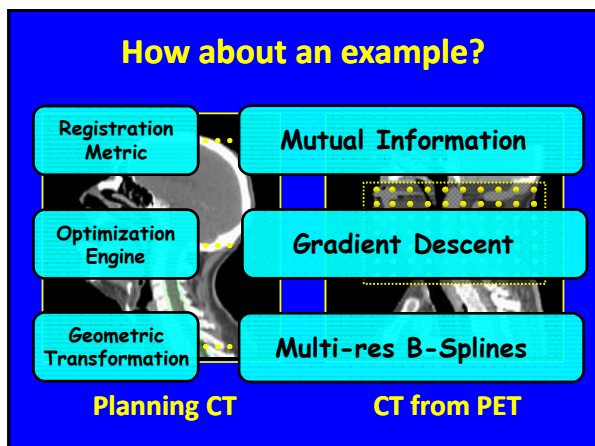 How about an example?
Registration
Metric
Mutual Information
Optimization
Engine
Gradient Descent
Geometric
Transformation
Multi-res B-Splines
Planning CT
CT from PET